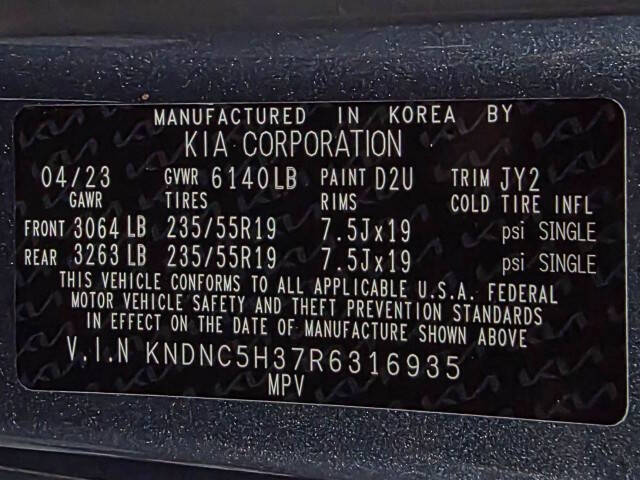 MANUFACTURED IN KOREA BY
KIA CORPORATION
04/23 GVWR 6140LB PAINT D2U TRIM JY2
GAWR TIRES RIMS COLD TIRE INFL
FRONT 3064 LB 235/55R19 7.5Jx19 psi SINGLE
REAR 3263 LB 235/55R19 7.5Jx19 psi SINGLE
THIS VEHICLE CONFORMS TO ALL APPLICABLE U.S.A. FEDERAL
MOTOR VEHICLE SAFETY AND THEFT PREVENTION STANDARDS
IN EFFECT ON THE DATE OF MANUFACTURE SHOWN ABOVE
V.I.N KNDNC5H37R6316935
MPV